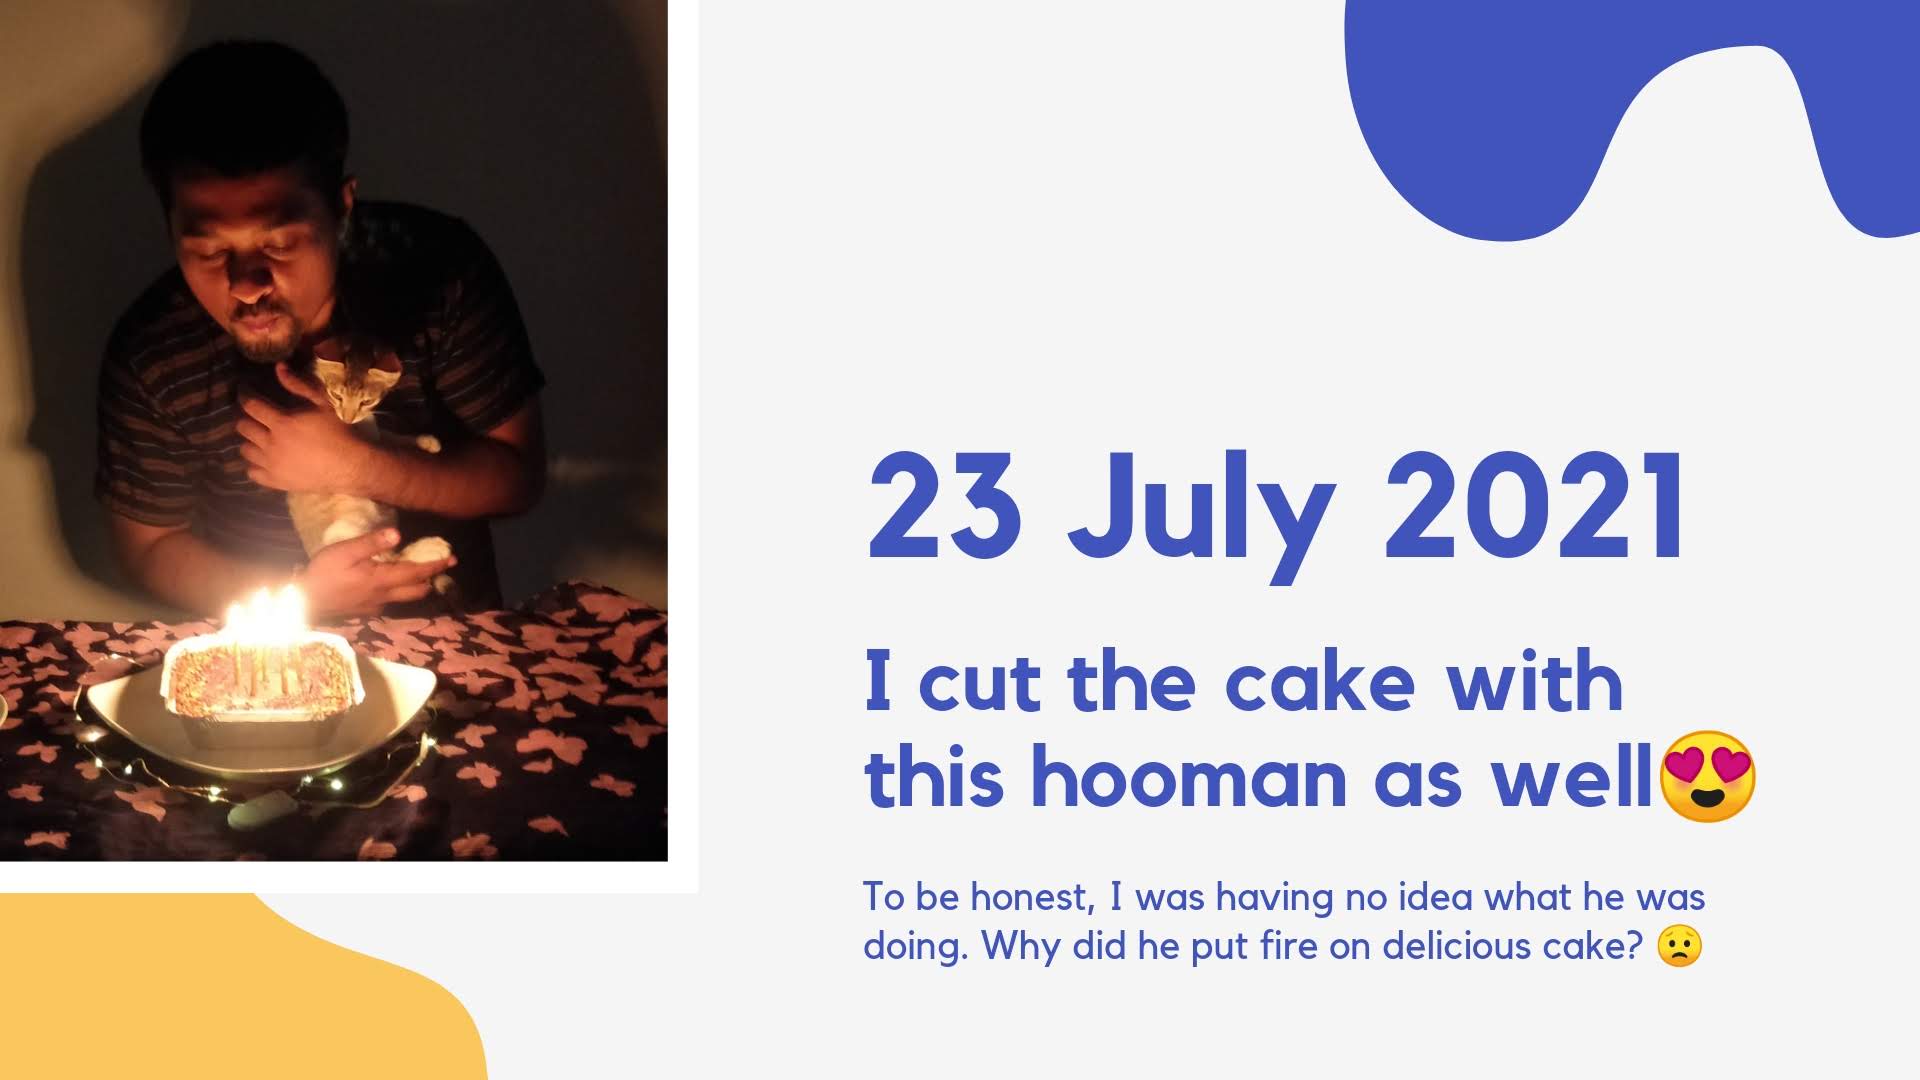 23 July 2021
I cut the cake with
this hooman as well😍
To be honest, I was having no idea what he was
doing. Why did he put fire on delicious cake? 😟